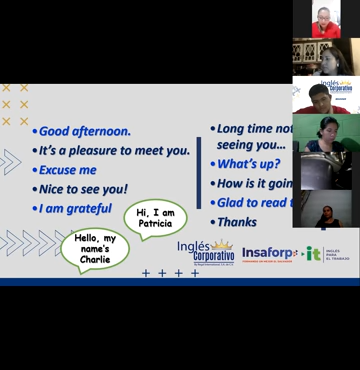 • Good afternoon.
• It's a pleasure to meet you.
• Excuse me
• Nice to see you!
• I am grateful
• Long time not
seeing you...
• What's up?
• How is it goin
• Glad to read
• Thanks
Hi, I am
Patricia
Hello, my
name's
Charlie
Inglés
Corporativo
Insaforp
it
INGLÉS
PARA
EL TRABAJO
Inglés
Corporativo